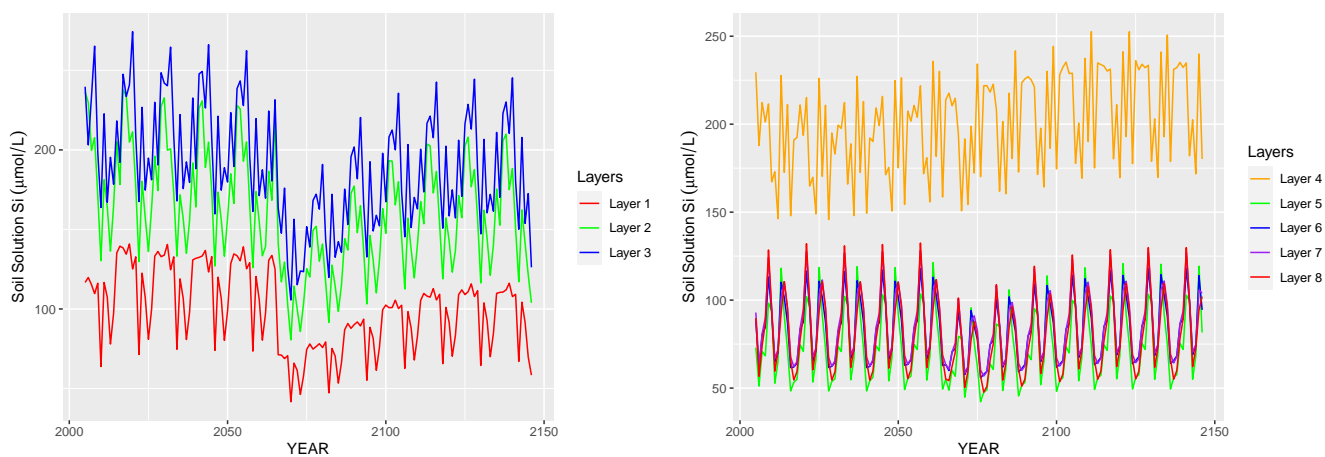 Soil Solution Si (µmol/L)
200
100
2000
2050
2100
2150
YEAR
Layers
Layer 1
Layer 2
Layer 3
Soil Solution Si (µmol/L)
250
200
150
100
50
2000
2050
2100
2150
YEAR
Layers
Layer 4
Layer 5
Layer 6
Layer 7
Layer 8